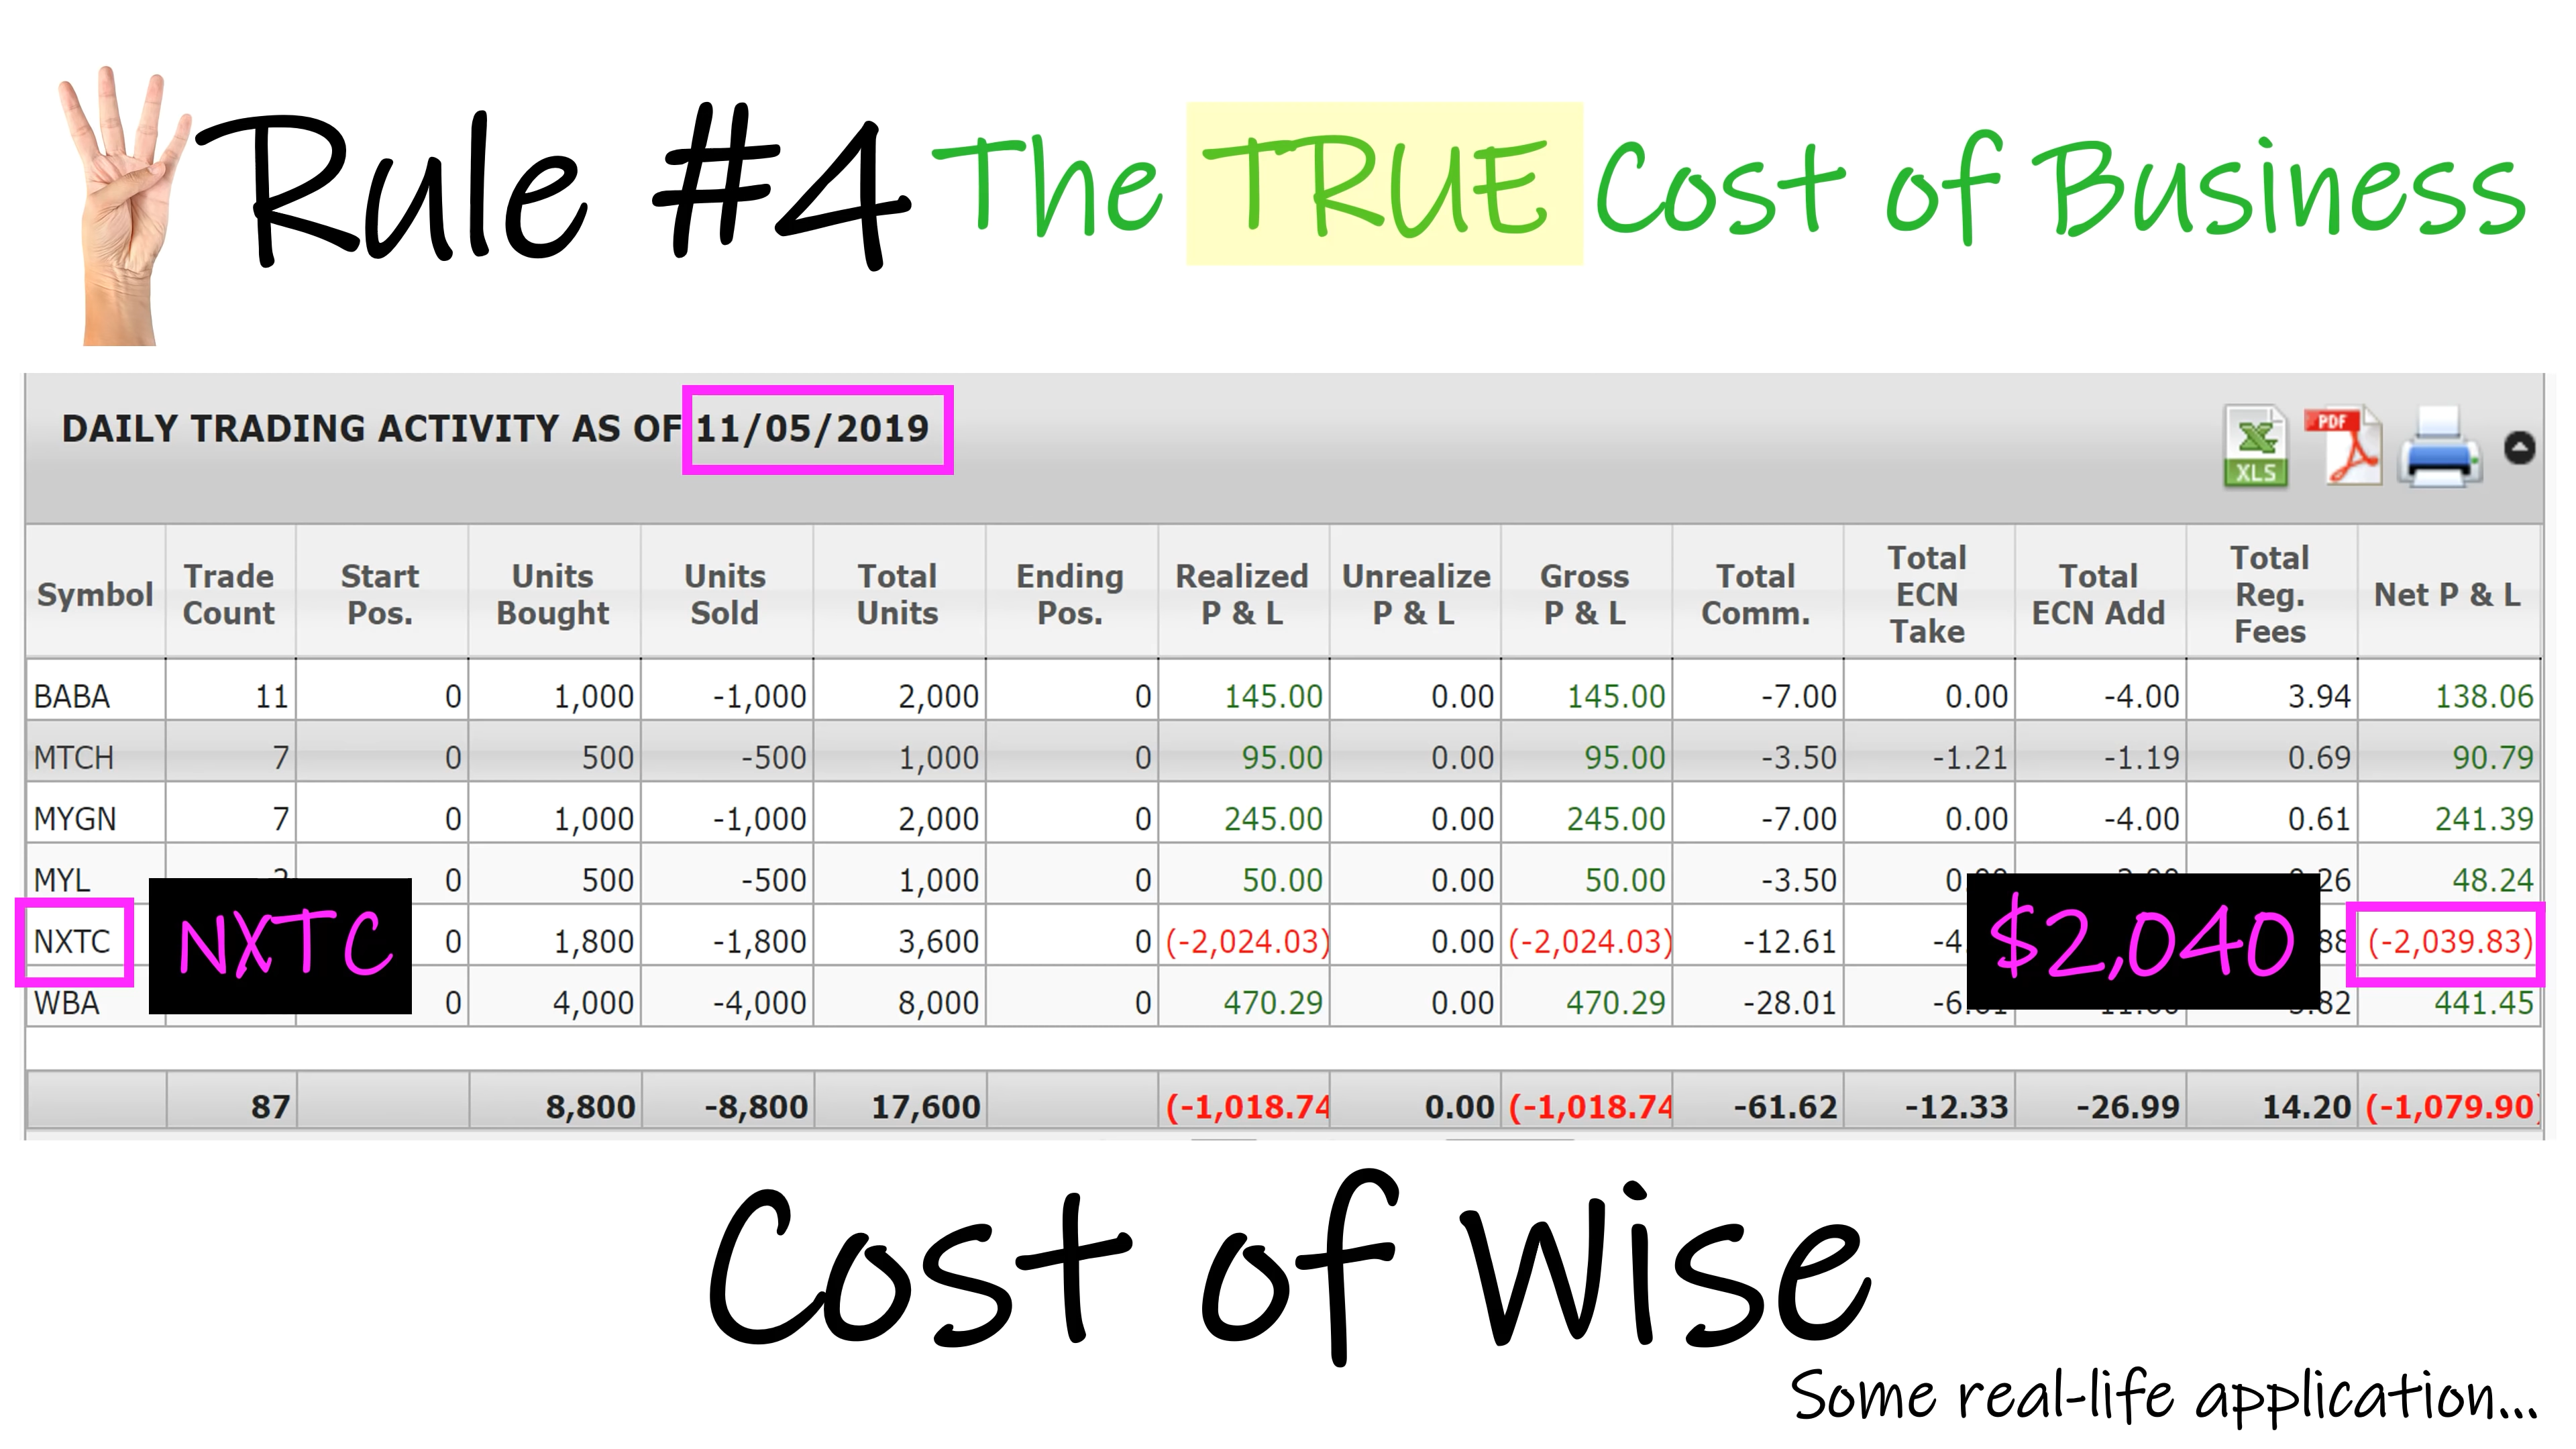 Rule #4 The TRUE Cost of Business
DAILY TRADING ACTIVITY AS OF 11/05/2019
XLS PDF
Symbol Trade Count Start Pos. Units Bought Units Sold Total Units Ending Pos. Realized P & L Unrealize P & L Gross P & L Total Comm. Total ECN Take Total ECN Add Total Reg. Fees Net P & L
BABA 11 0 1,000 -1,000 2,000 0 145.00 0.00 145.00 -7.00 0.00 -4.00 3.94 138.06
MTCH 7 0 500 -500 1,000 0 95.00 0.00 95.00 -3.50 -1.21 -1.19 0.69 90.79
MYGN 7 0 1,000 -1,000 2,000 0 245.00 0.00 245.00 -7.00 0.00 -4.00 0.61 241.39
MYL 0 500 -500 1,000 0 50.00 0.00 50.00 -3.50 48.24
NXTC NXTC 0 1,800 -1,800 3,600 0 (-2,024.03) 0.00 (-2,024.03) -12.61 $2,040 (-2,039.83)
WBA 0 4,000 -4,000 8,000 0 470.29 0.00 470.29 -28.01 441.45
87 8,800 -8,800 17,600 (-1,018.74 0.00 (-1,018.74 -61.62 -12.33 -26.99 14.20 (-1,079.90)
Cost of Wise
Some real-life application...